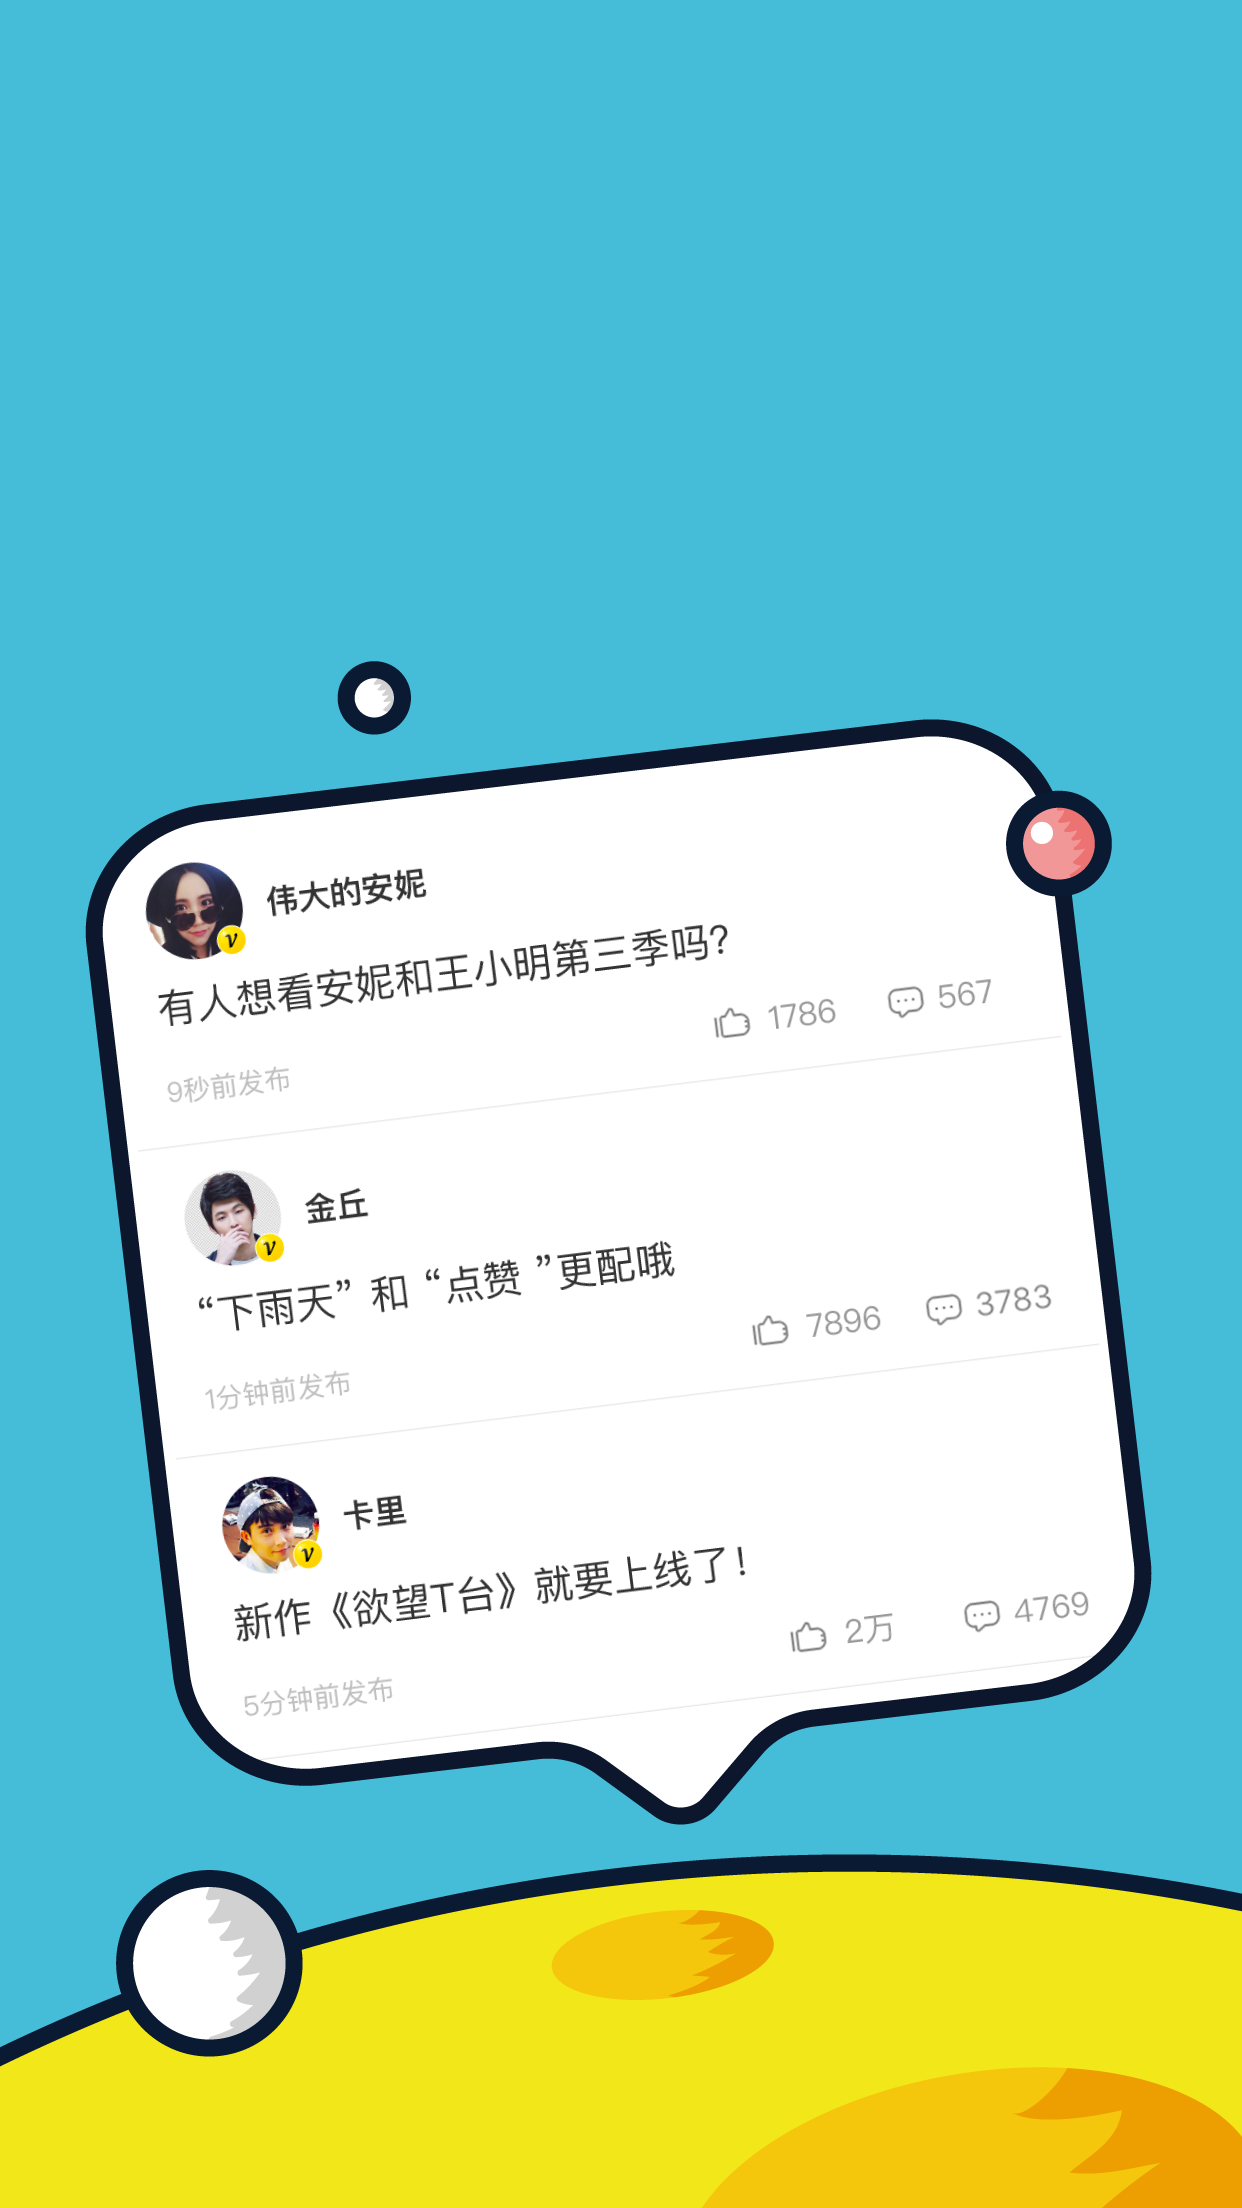 伟大的安妮
有人想看安妮和王小明第三季吗?
1786 567
9秒前发布
金丘
“下雨天” 和 “点赞 ”更配哦
7896 3783
1分钟前发布
卡里
新作《欲望T台》就要上线了!
2万 4769
5分钟前发布